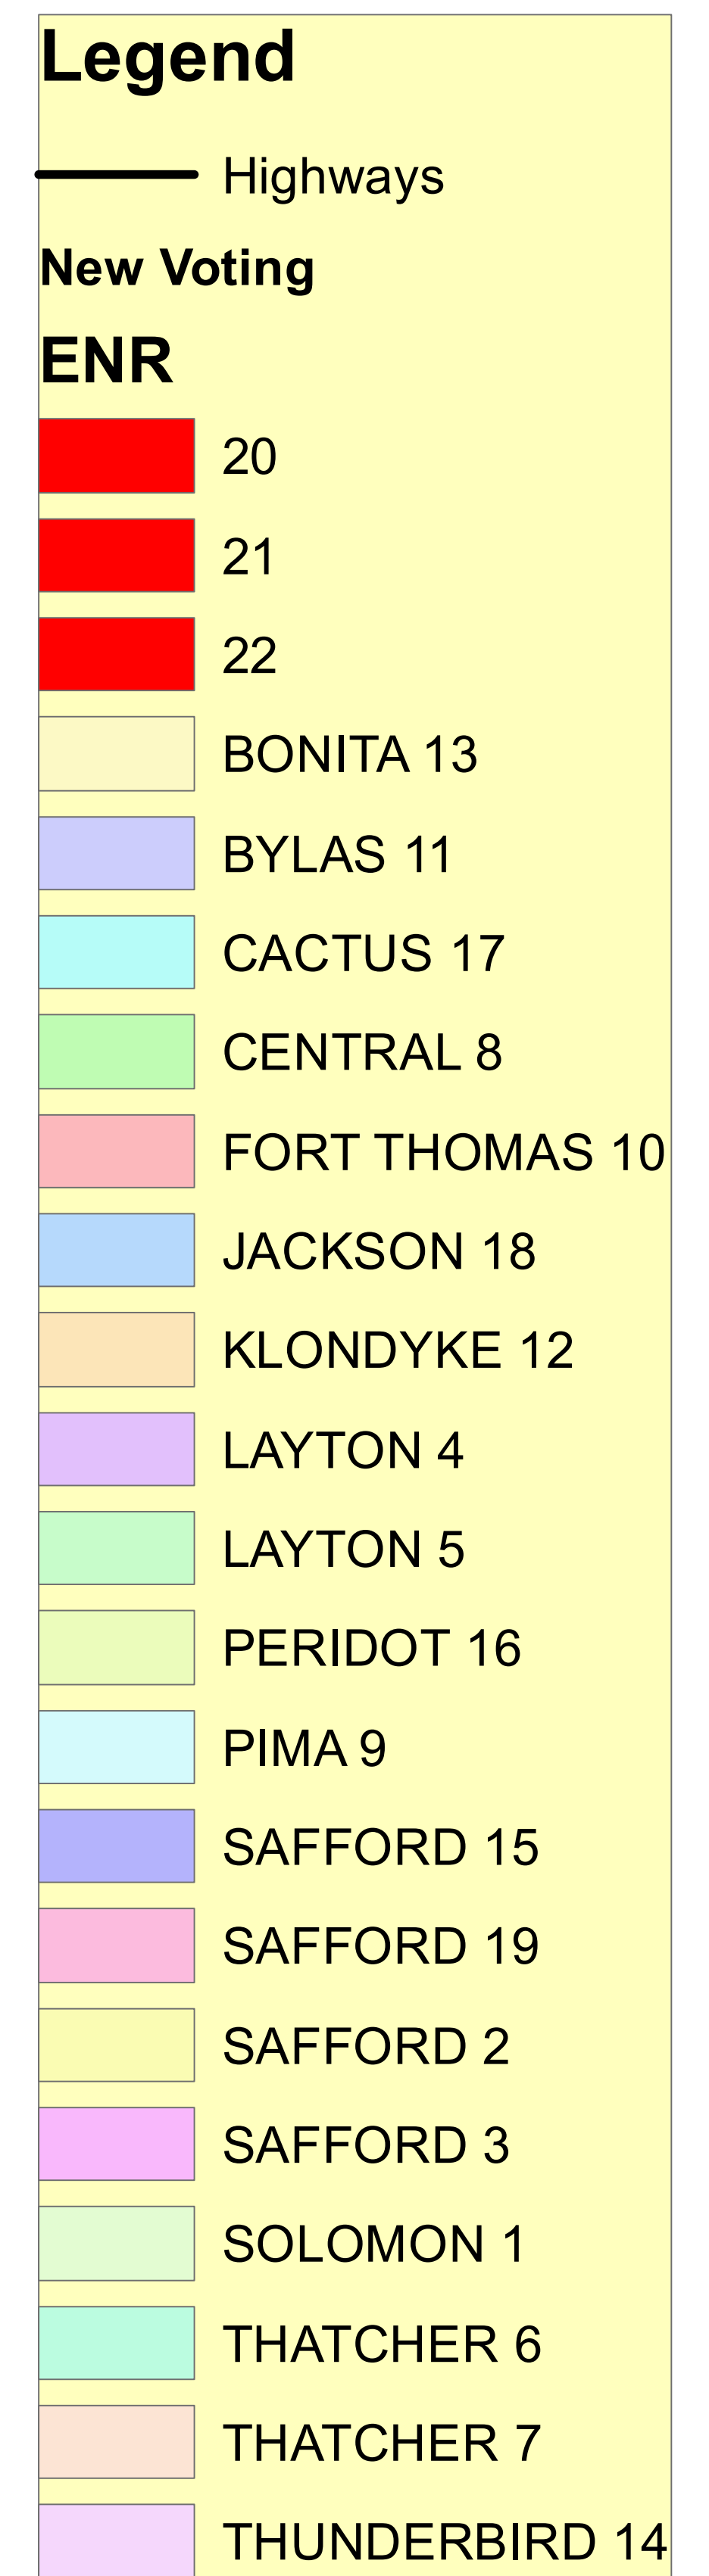 Legend
Highways
New Voting
ENR
20
21
22
BONITA 13
BYLAS 11
CACTUS 17
CENTRAL 8
FORT THOMAS 10
JACKSON 18
KLONDYKE 12
LAYTON 4
LAYTON 5
PERIDOT 16
PIMA 9
SAFFORD 15
SAFFORD 19
SAFFORD 2
SAFFORD 3
SOLOMON 1
THATCHER 6
THATCHER 7
THUNDERBIRD 14